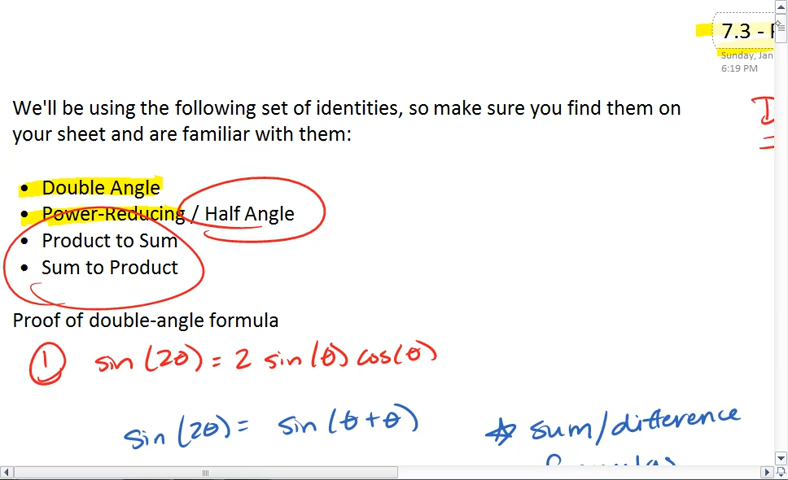 7.3 -
Sunday, Jan
6:19 PM
We'll be using the following set of identities, so make sure you find them on
your sheet and are familiar with them:
D
=
• Double Angle
• Power-Reducing / Half Angle
• Product to Sum
• Sum to Product
Proof of double-angle formula
① sin(2θ) = 2 sin(θ) cos(θ)
sin(2θ) = sin(θ+θ) ☆ sum/difference